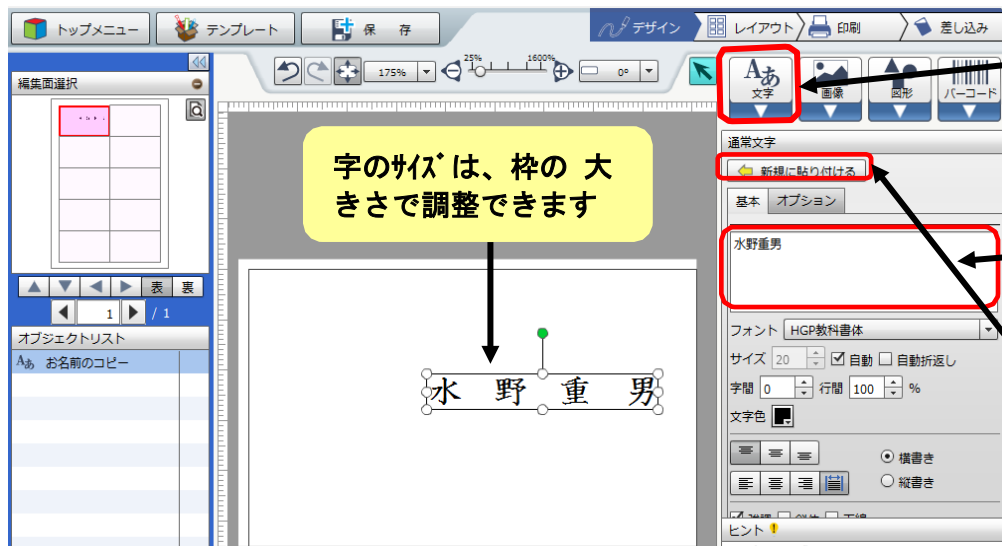 トップメニュー
テンプレート
保 存
デザイン
レイアウト
印刷
差し込み
編集面選択
175%
25%
1600%
0°
Aあ
文字
画像
図形
バーコード
通常文字
新規に貼り付ける
基本
オプション
水野重男
字のサイズは、枠の 大
きさで調整できます
表
裏
1
/ 1
オブジェクトリスト
Aあ お名前のコピー
水 野 重 男
フォント HGP教科書体
サイズ 20 自動 自動折返し
字間 0 行間 100 %
文字色
横書き
縦書き
ヒント